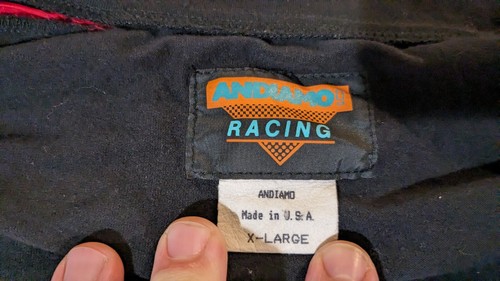 ANDIAMO
RACING
ANDIAMO
Made in U.S.A.
X-LARGE